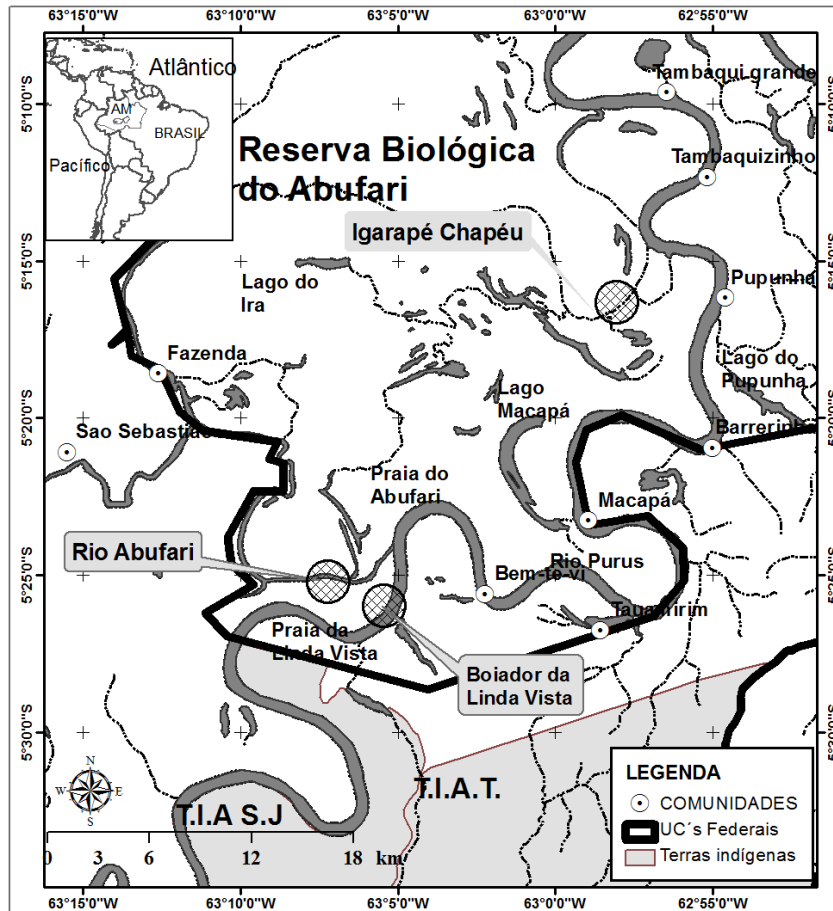 63°15'0"W
63°10'0"W
63°5'0"W
63°0'0"W
62°55'0"W
Atlântico
AM
BRASIL
Pacífico
Tambaqui grande
5°10'0"S
5°10'0"S
Reserva Biológica
do Abufari
Tambaquizinho
Igarapé Chapéu
5°15'0"S
5°15'0"S
Lago do
Ira
Pupunha
Fazenda
Lago do
Pupunha
Lago
Macapá
5°20'0"S
5°20'0"S
Sao Sebastiao
Barrerinha
Praia do
Abufari
Macapá
Rio Abufari
Rio Purus
5°25'0"S
5°25'0"S
Bem-te-vi
Praia da
Linda Vista
Boiador da
Linda Vista
5°30'0"S
5°30'0"S
N
W
E
S
T.I.A S.J
T.I.A.T.
0
3
6
12
18
km
LEGENDA
COMUNIDADES
UC´s Federais
Terras indígenas
63°15'0"W
63°10'0"W
63°5'0"W
63°0'0"W
62°55'0"W